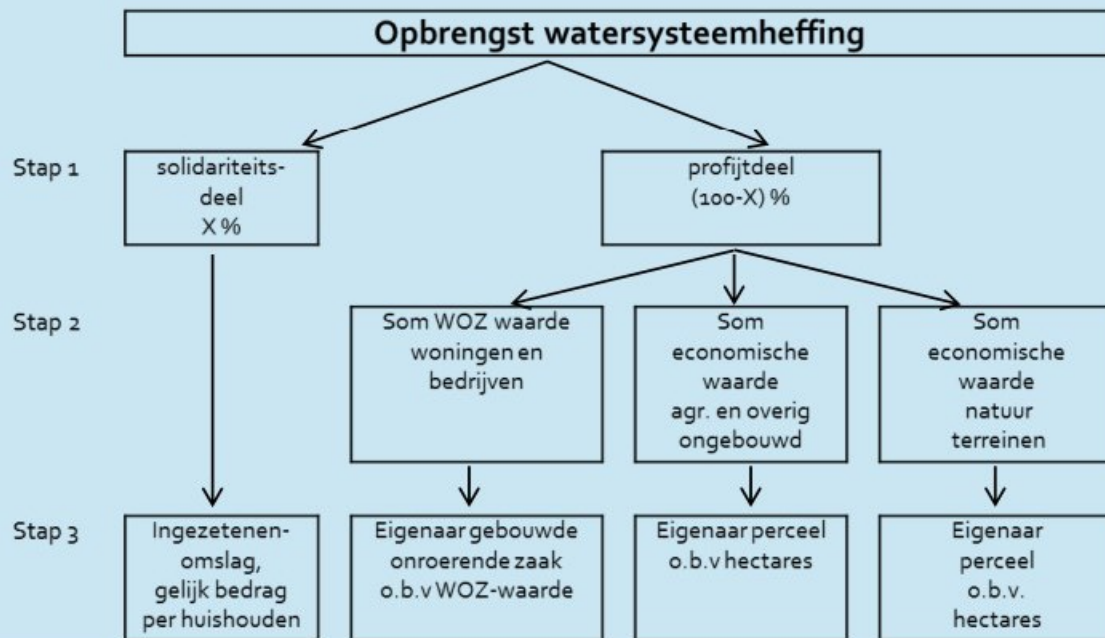 Opbrengst watersysteemheffing
Stap 1
solidariteits-
deel
X %
profijtdeel
(100-X) %
Stap 2
Som WOZ waarde
woningen en
bedrijven
Som
economische
waarde
agr. en overig
ongebouwd
Som
economische
waarde
natuur
terreinen
Stap 3
Ingezetenen-
omslag,
gelijk bedrag
per huishouden
Eigenaar gebouwde
onroerende zaak
o.b.v WOZ-waarde
Eigenaar perceel
o.b.v hectares
Eigenaar
perceel
o.b.v.
hectares